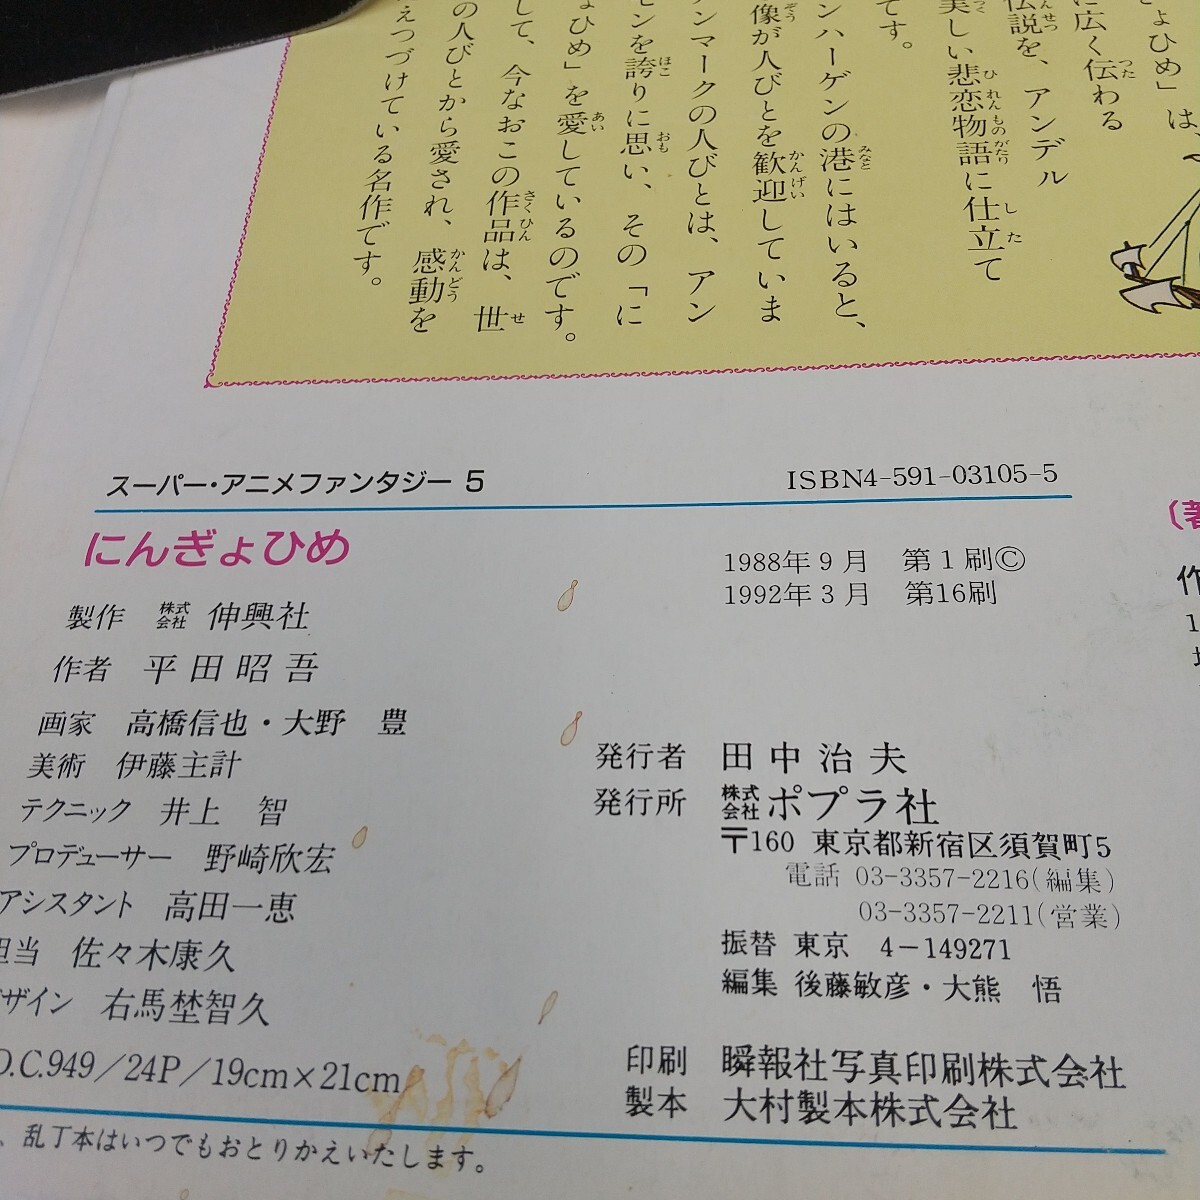 ぎょひめ」は
に広く伝わる
伝説を、アンデル
美しい悲恋物語に仕立て
です。
ンハーゲンの港にはいると、
像が人びとを歓迎していま
ンマークの人びとは、アン
センを誇りに思い、その「に
ょひめ」を愛しているのです。
して、今なおこの作品は、世
の人びとから愛され、感動を
えつづけている名作です。
スーパー・アニメファンタジー 5
ISBN4-591-03105-5
にんぎょひめ
製作 株式会社 伸興社
作者 平田昭吾
画家 高橋信也・大野 豊
美術 伊藤主計
テクニック 井上 智
プロデューサー 野崎欣宏
アシスタント 高田一恵
担当 佐々木康久
デザイン 右馬埜智久
D.C.949/24P/19cm×21cm
、乱丁本はいつでもおとりかえいたします。
1988年9月 第1刷©
1992年3月 第16刷
発行者 田中治夫
発行所 株式会社ポプラ社
〒160 東京都新宿区須賀町5
電話 03-3357-2216(編集)
03-3357-2211(営業)
振替 東京 4-149271
編集 後藤敏彦・大熊 悟
印刷 瞬報社写真印刷株式会社
製本 大村製本株式会社
〔著
作
1